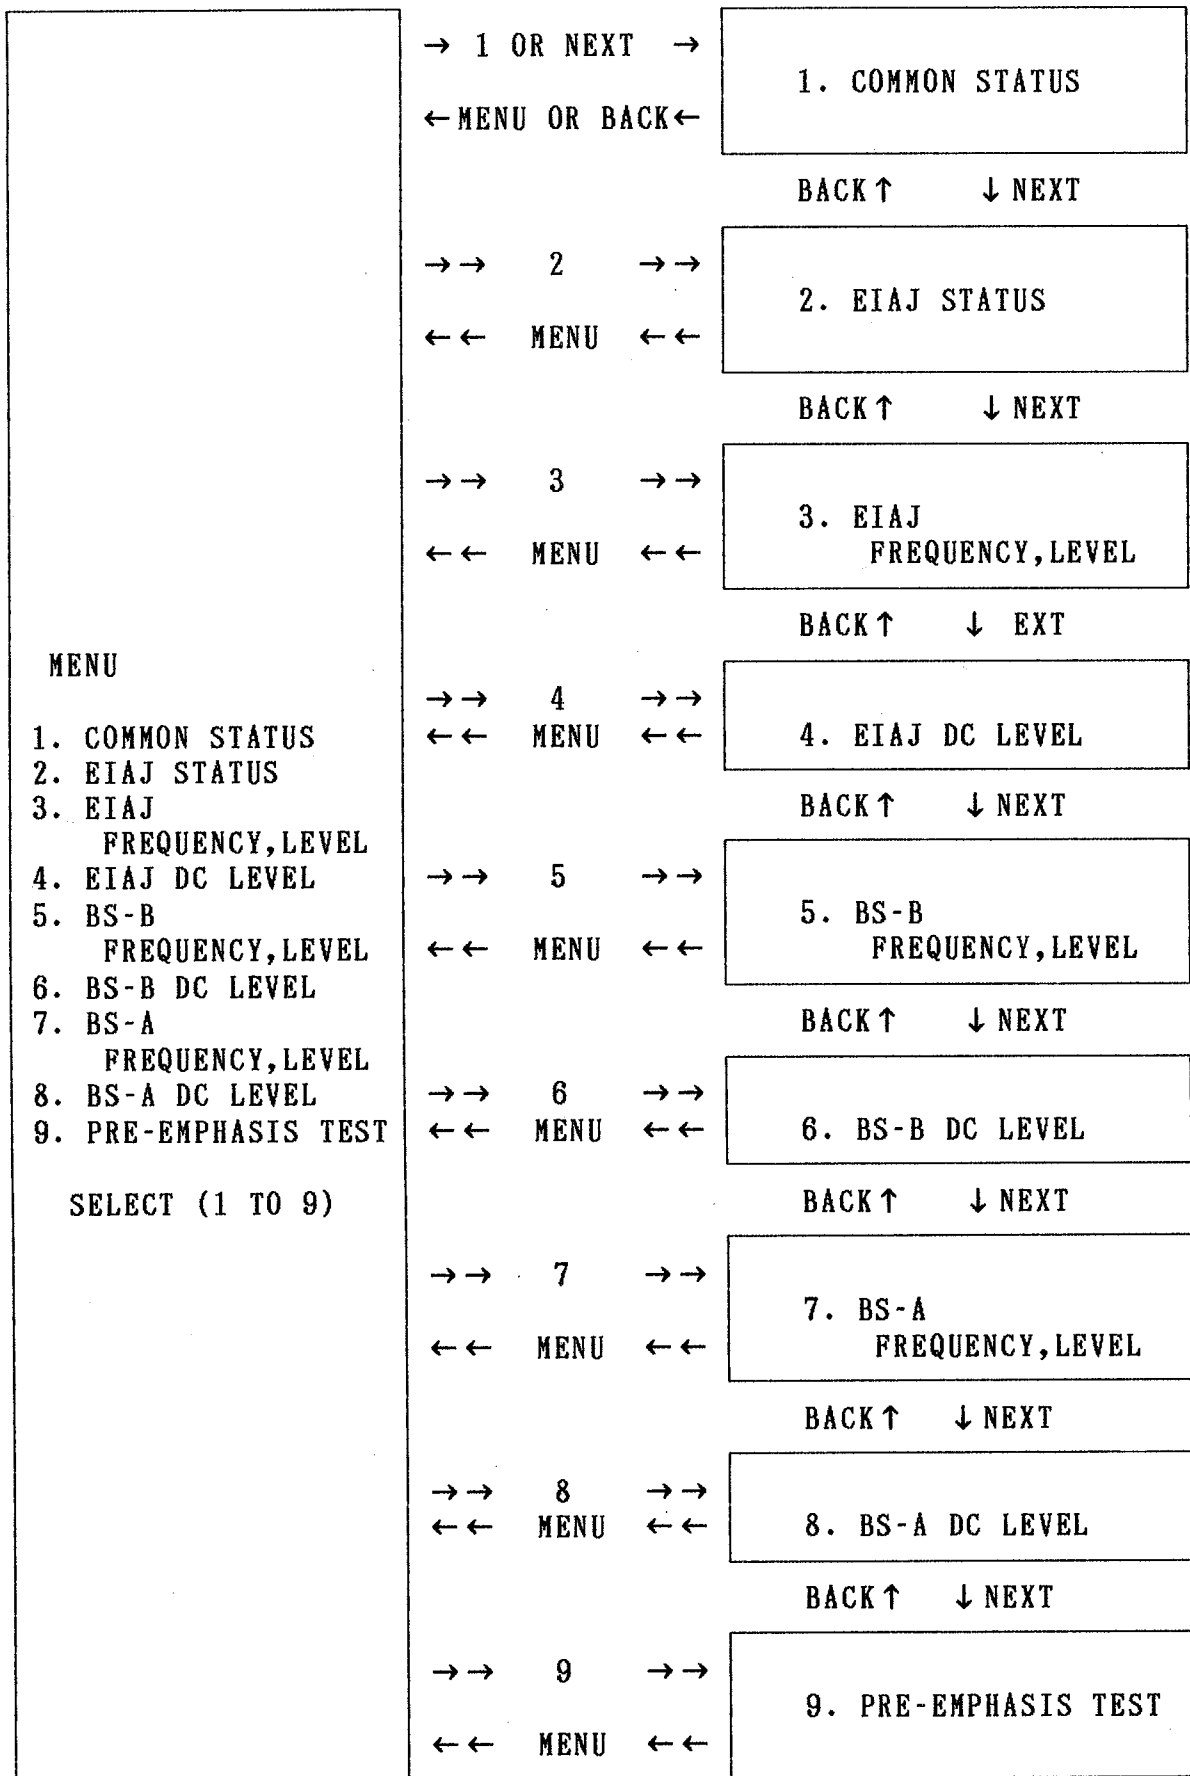 MENU
1. COMMON STATUS
2. EIAJ STATUS
3. EIAJ
FREQUENCY,LEVEL
4. EIAJ DC LEVEL
5. BS-B
FREQUENCY,LEVEL
6. BS-B DC LEVEL
7. BS-A
FREQUENCY,LEVEL
8. BS-A DC LEVEL
9. PRE-EMPHASIS TEST
SELECT (1 TO 9)
→ 1 OR NEXT →
←MENU OR BACK←
1. COMMON STATUS
BACK↑ ↓NEXT
→→ 2 →→
←← MENU ←←
2. EIAJ STATUS
BACK↑ ↓NEXT
→→ 3 →→
←← MENU ←←
3. EIAJ
FREQUENCY,LEVEL
BACK↑ ↓ EXT
→→ 4 →→
←← MENU ←←
4. EIAJ DC LEVEL
BACK↑ ↓NEXT
→→ 5 →→
←← MENU ←←
5. BS-B
FREQUENCY,LEVEL
BACK↑ ↓NEXT
→→ 6 →→
←← MENU ←←
6. BS-B DC LEVEL
BACK↑ ↓NEXT
→→ 7 →→
←← MENU ←←
7. BS-A
FREQUENCY,LEVEL
BACK↑ ↓NEXT
→→ 8 →→
←← MENU ←←
8. BS-A DC LEVEL
BACK↑ ↓NEXT
→→ 9 →→
←← MENU ←←
9. PRE-EMPHASIS TEST